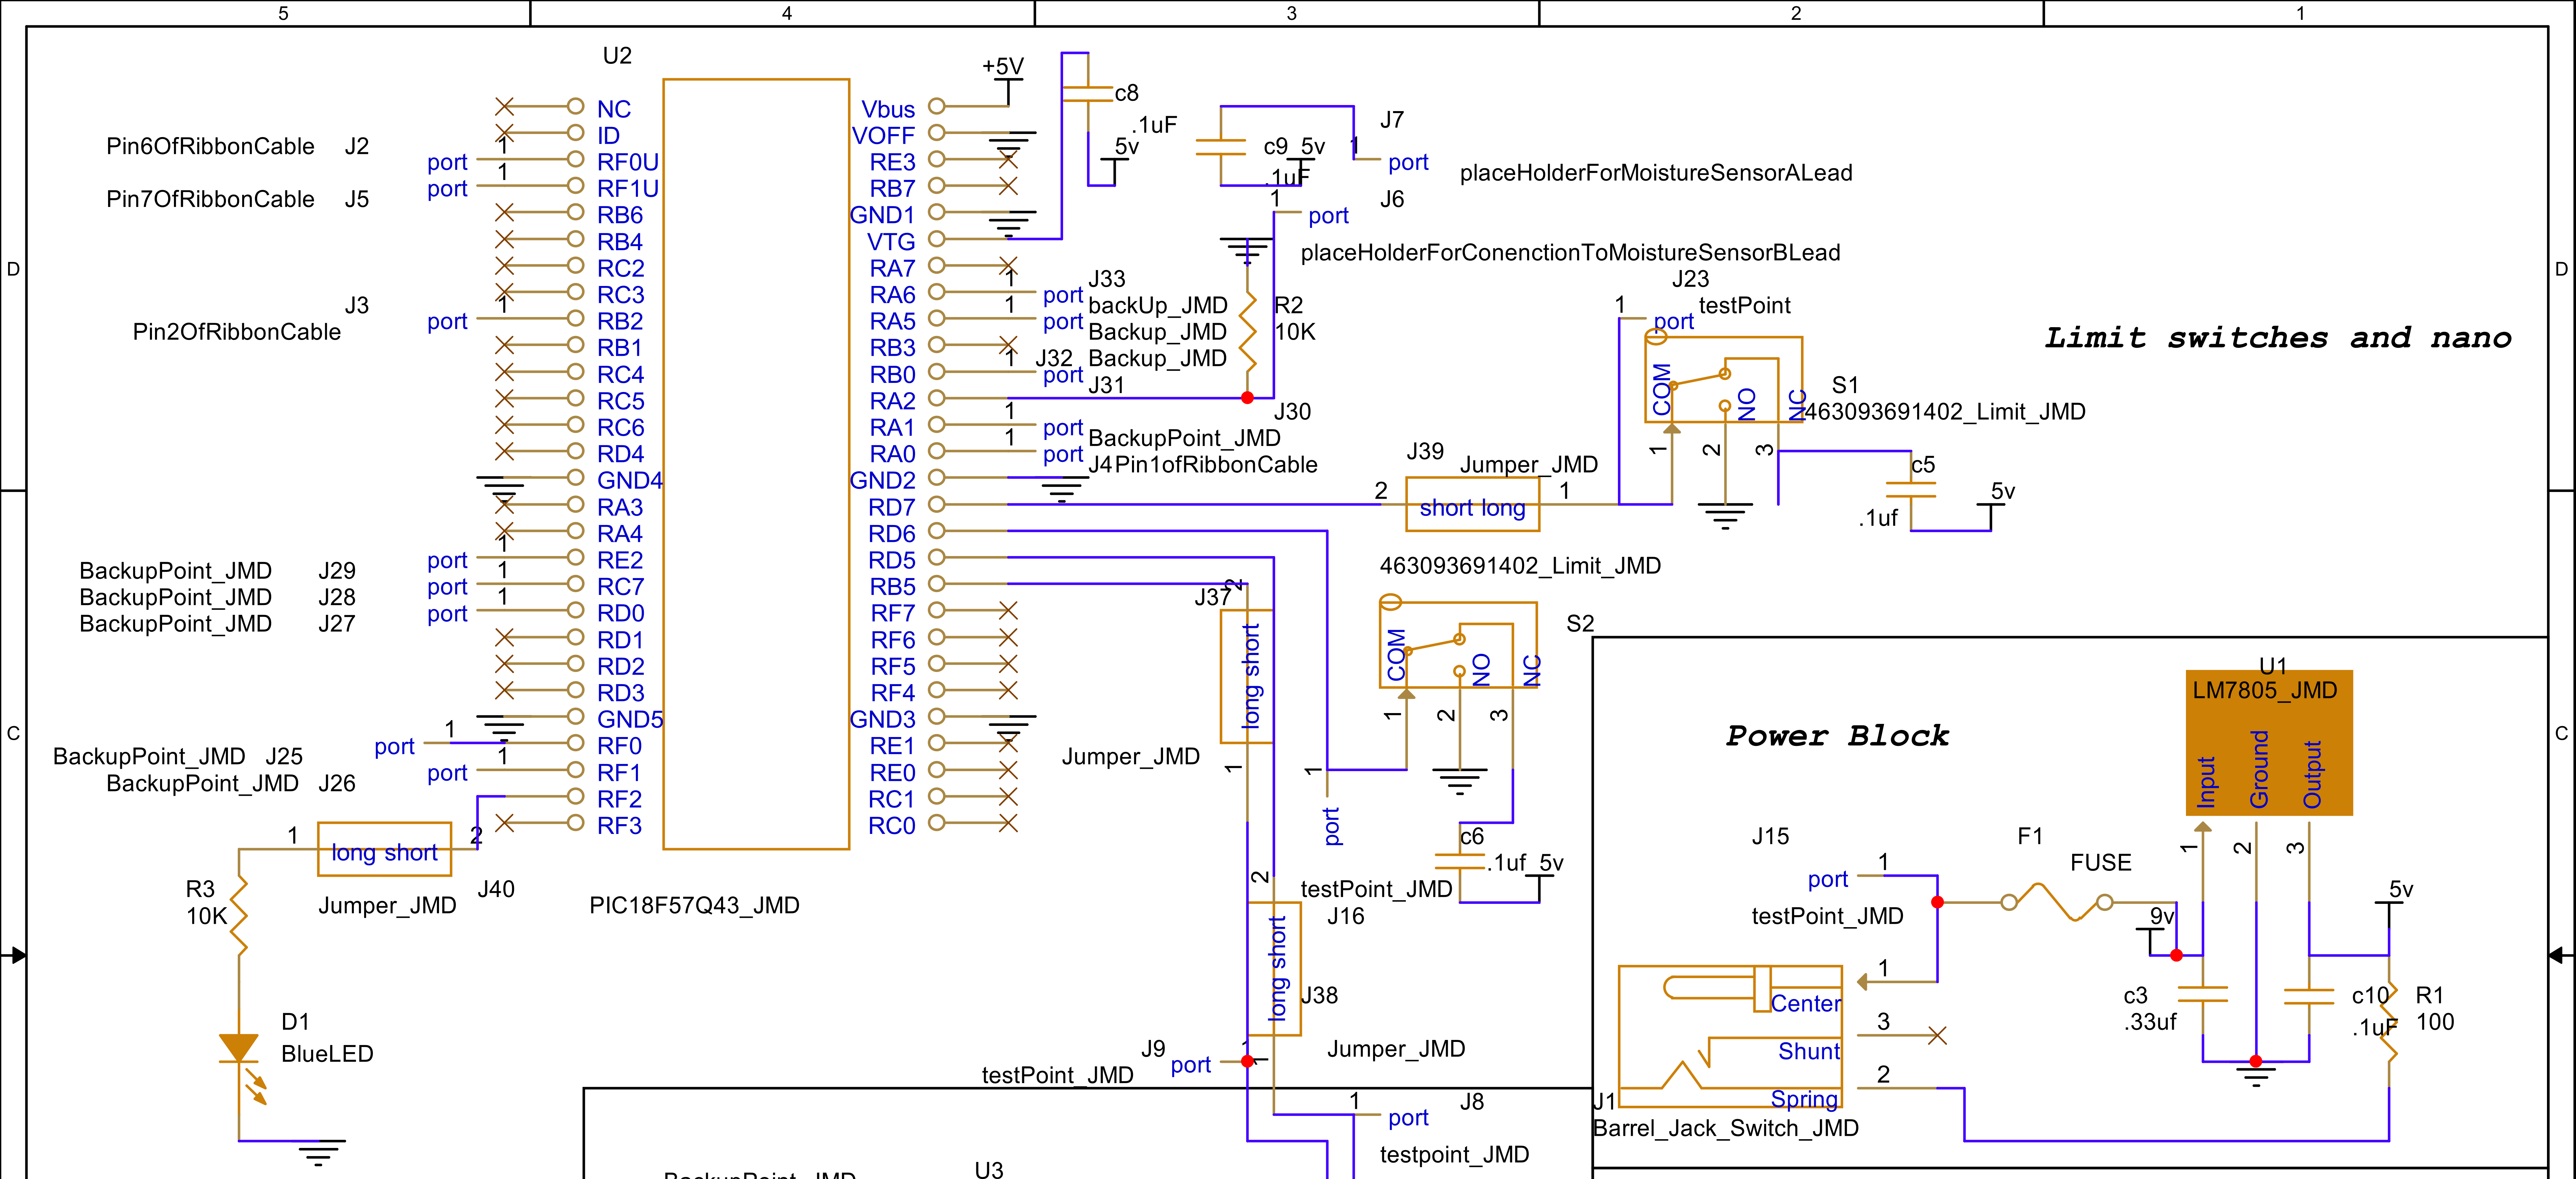 5 4 3 2 1
D D
C C
U2
PIC18F57Q43_JMD
NC
ID
RF0U
RF1U
RB6
RB4
RC2
RC3
RB2
RB1
RC4
RC5
RC6
RD4
GND4
RA3
RA4
RE2
RC7
RD0
RD1
RD2
RD3
GND5
RF0
RF1
RF2
RF3
Vbus
VOFF
RE3
RB7
GND1
VTG
RA7
RA6
RA5
RB3
RB0
RA2
RA1
RA0
GND2
RD7
RD6
RD5
RB5
RF7
RF6
RF5
RF4
GND3
RE1
RE0
RC1
RC0
Pin6OfRibbonCable J2 port 1
Pin7OfRibbonCable J5 port 1
J3 port 1
Pin2OfRibbonCable
BackupPoint_JMD J29 port 1
BackupPoint_JMD J28 port 1
BackupPoint_JMD J27 port 1
BackupPoint_JMD J25 port 1
BackupPoint_JMD J26 port 1
1 long short 2
Jumper_JMD J40
R3
10K
D1
BlueLED
+5V
c8
.1uF
5v
c9 5v
.1uF
J7
1 port
placeHolderForMoistureSensorALead
J6
1 port
placeHolderForConenctionToMoistureSensorBLead
1 port J33
backUp_JMD
1 port Backup_JMD
J32 Backup_JMD
1 port J31
R2
10K
J30
1 port BackupPoint_JMD
1 port J4 Pin1ofRibbonCable
J23
testPoint
1 port
COM NO NC
1 2 3
S1
463093691402_Limit_JMD
J39 Jumper_JMD
2 short long 1
c5
.1uf
5v
Limit switches and nano
463093691402_Limit_JMD
S2
COM NO NC
1 2 3
1 port
c6
.1uf 5v
testPoint_JMD
J16
J37
2 long short 1
Jumper_JMD
2 long short 1
J38
Jumper_JMD
J9 port 1
testPoint_JMD
1 port J8
testpoint_JMD
BackupPoint_JMD U3
Power Block
U1
LM7805_JMD
Input Ground Output
1 2 3
J15
port 1
testPoint_JMD
F1
FUSE
9v
5v
c3
.33uf
c10
.1uF
R1
100
1 Center
3 Shunt
2 Spring
J1
Barrel_Jack_Switch_JMD